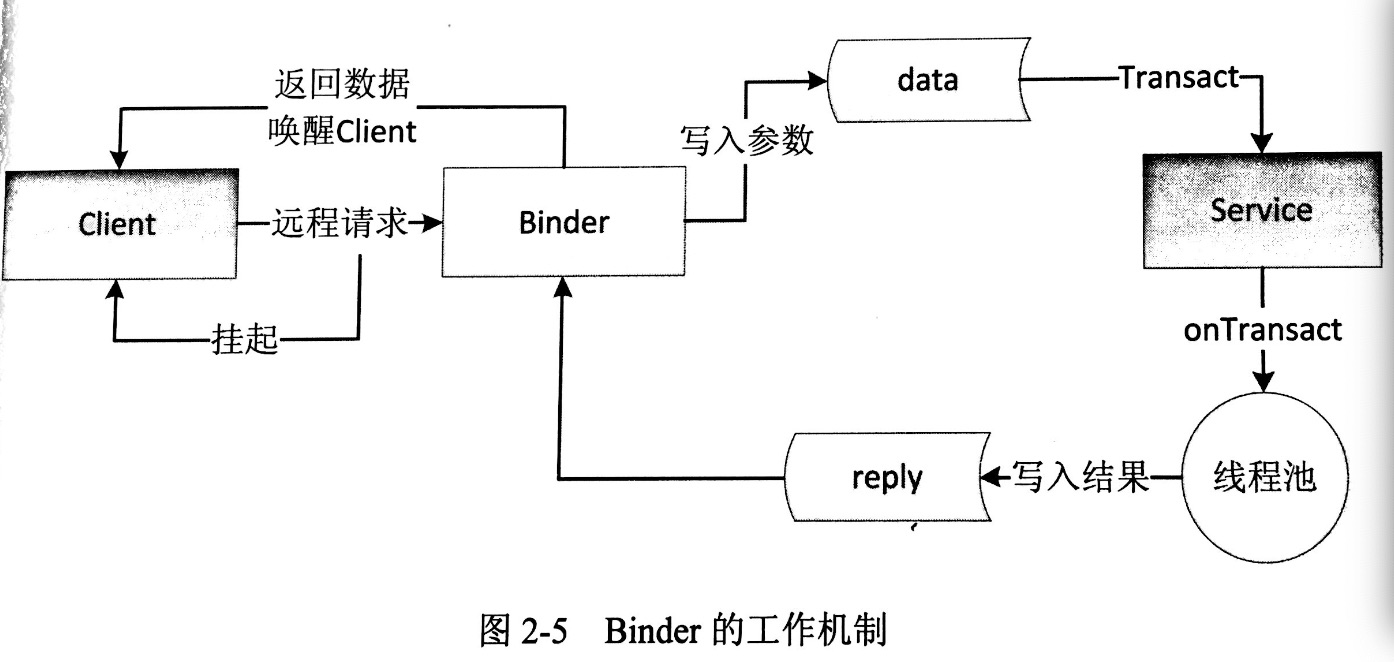 返回数据
唤醒Client
data
Transact
写入参数
Client
远程请求
Binder
Service
挂起
onTransact
reply
写入结果
线程池
图 2-5 Binder 的工作机制